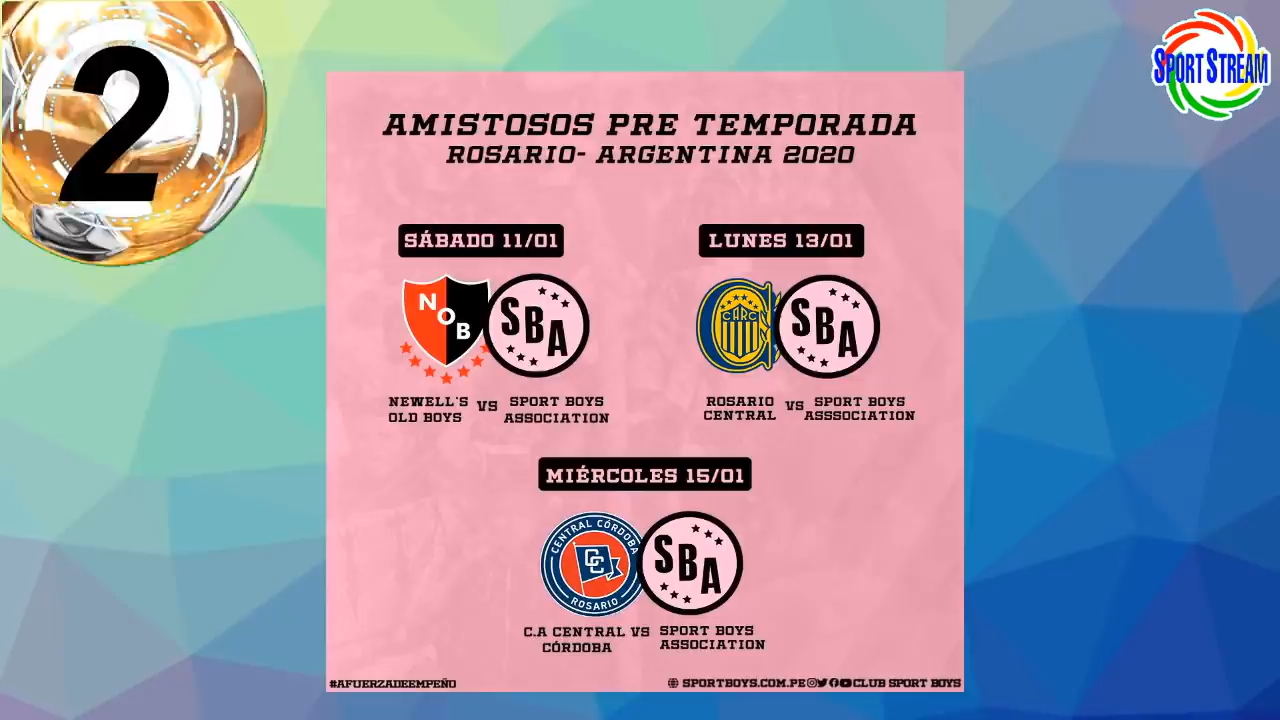 2
SPORT STREAM
AMISTOSOS PRE TEMPORADA
ROSARIO- ARGENTINA 2020
SÁBADO 11/01
N
O
B
SBA
NEWELL'S
OLD BOYS
VS
SPORT BOYS
ASSOCIATION
LUNES 13/01
CARC
SBA
ROSARIO
CENTRAL
VS
SPORT BOYS
ASSSOCIATION
MIÉRCOLES 15/01
CENTRAL CÓRDOBA
CC
ROSARIO
SBA
C.A CENTRAL
CÓRDOBA
VS
SPORT BOYS
ASSOCIATION
#AFUERZADEEMPEÑO
SPORTBOYS.COM.PE CLUB SPORT BOYS